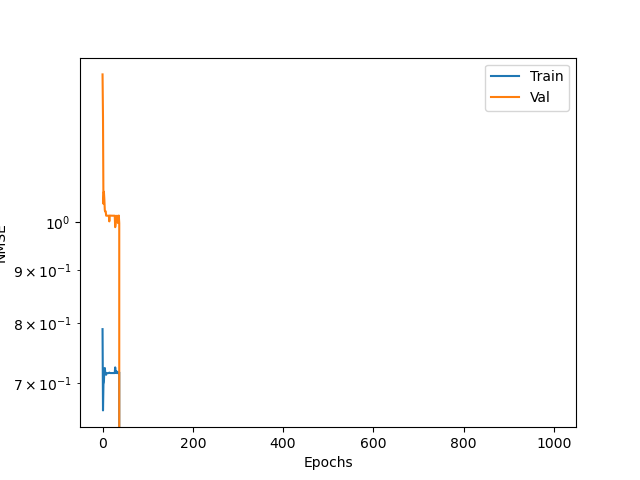 Train
Val
10⁰
9 × 10⁻¹
8 × 10⁻¹
7 × 10⁻¹
NMSE
0 200 400 600 800 1000
Epochs